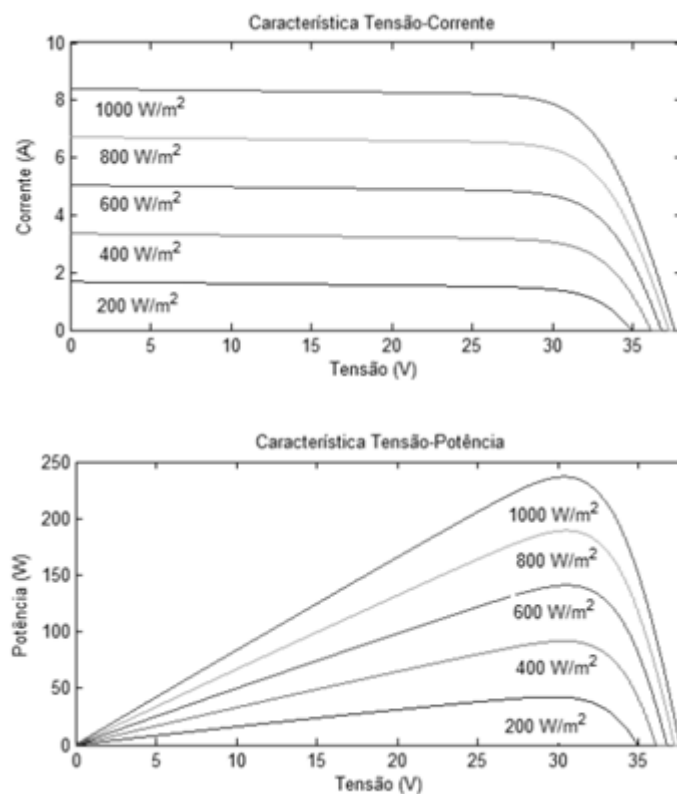 Característica Tensão-Corrente
10
8
6
4
2
0
Corrente (A)
1000 W/m²
800 W/m²
600 W/m²
400 W/m²
200 W/m²
0 5 10 15 20 25 30 35
Tensão (V)
Característica Tensão-Potência
250
200
150
100
50
0
Potência (W)
1000 W/m²
800 W/m²
600 W/m²
400 W/m²
200 W/m²
0 5 10 15 20 25 30 35
Tensão (V)